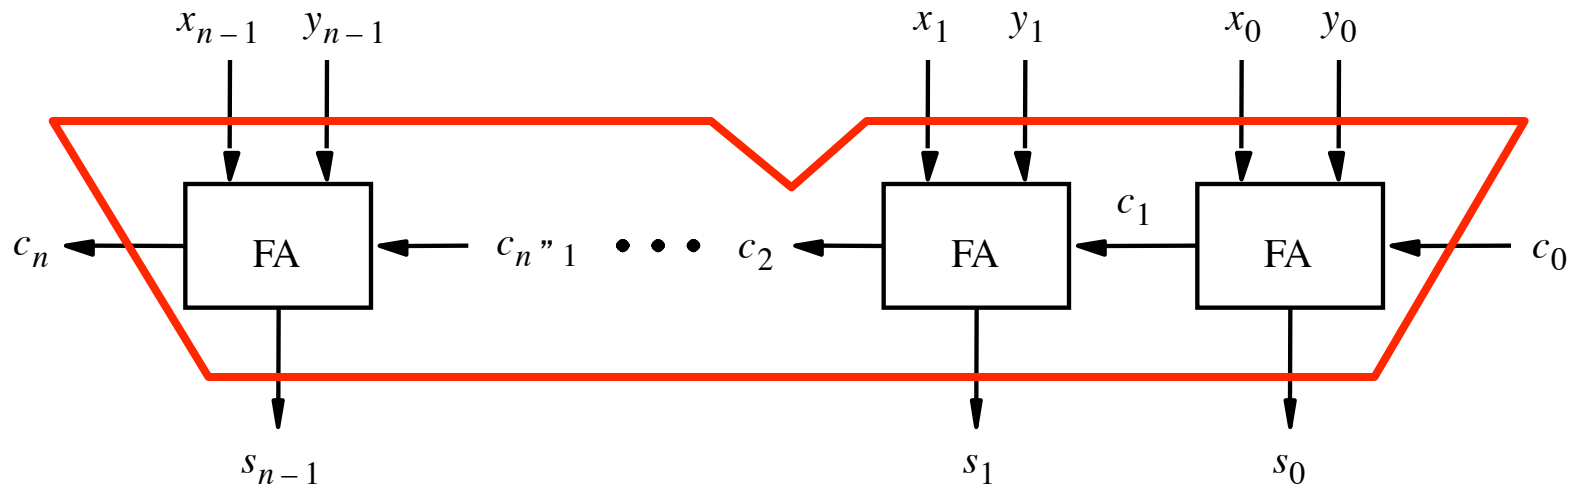 x_{n – 1} y_{n – 1} x_1 y_1 x_0 y_0
c_1
c_n FA c_{n ” 1} c_2 FA FA c_0
s_{n – 1} s_1 s_0